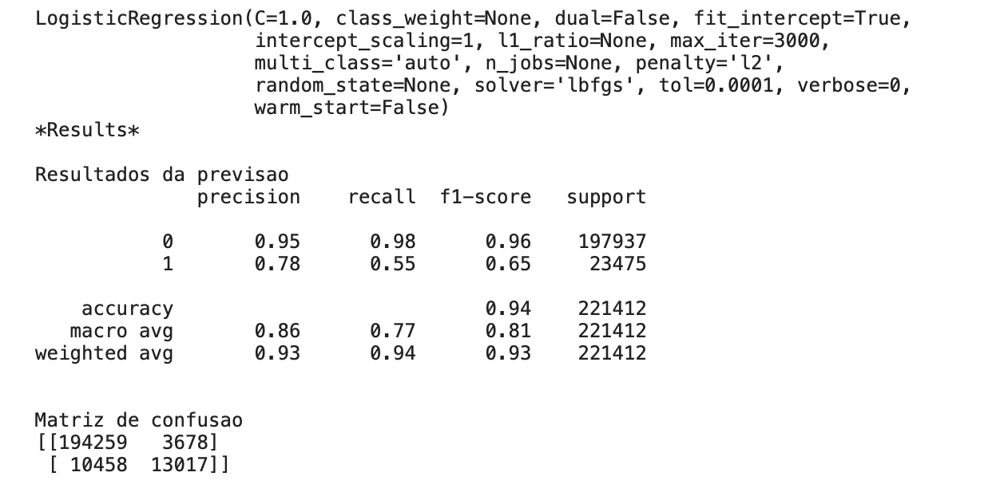 LogisticRegression(C=1.0, class_weight=None, dual=False, fit_intercept=True,
intercept_scaling=1, l1_ratio=None, max_iter=3000,
multi_class='auto', n_jobs=None, penalty='l2',
random_state=None, solver='lbfgs', tol=0.0001, verbose=0,
warm_start=False)
*Results*
Resultados da previsao
precision recall f1-score support
0 0.95 0.98 0.96 197937
1 0.78 0.55 0.65 23475
accuracy 0.94 221412
macro avg 0.86 0.77 0.81 221412
weighted avg 0.93 0.94 0.93 221412
Matriz de confusao
[[194259 3678]
[ 10458 13017]]